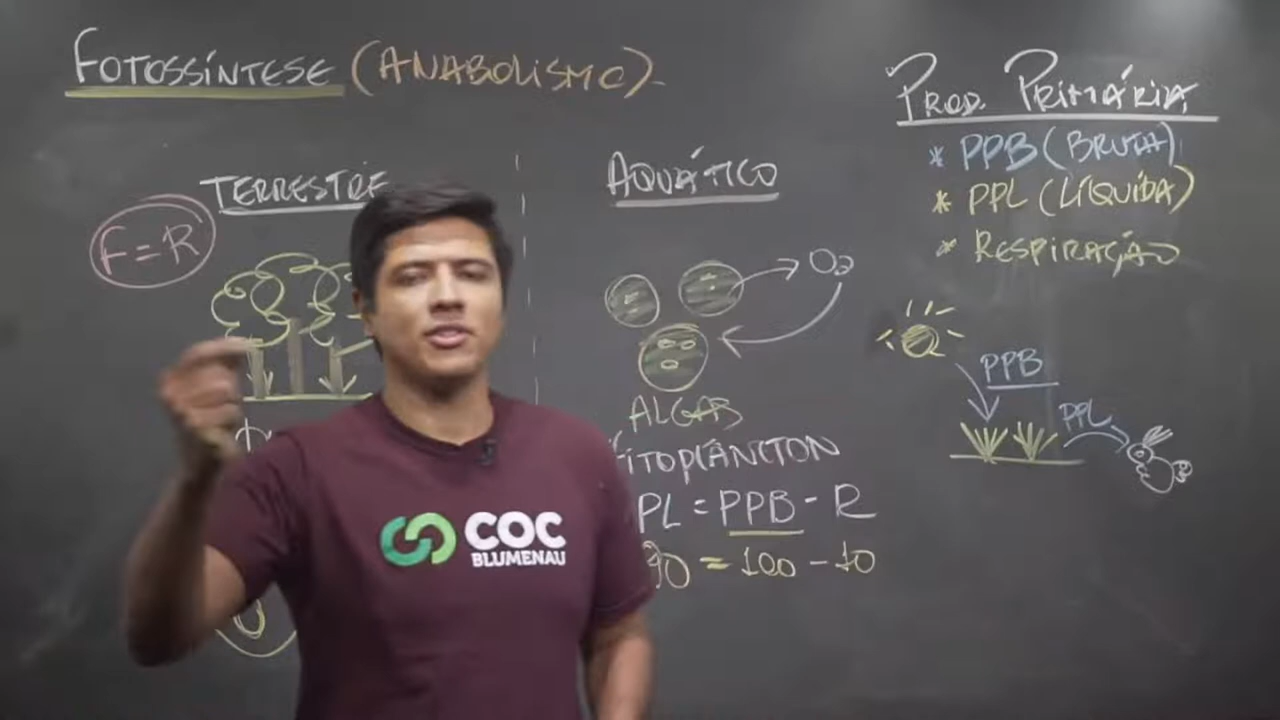 FOTOSSÍNTESE (ANABOLISMO)
TERRESTRE
F=R
AQUÁTICO
O₂
ALGAS
FITOPLÂNCTON
PL = PPB - R
90 = 100 - 10
PROD. PRIMÁRIA
* PPB (BRUTA)
* PPL (LÍQUIDA)
* RESPIRAÇÃO
PPB
PPL
COC
BLUMENAU